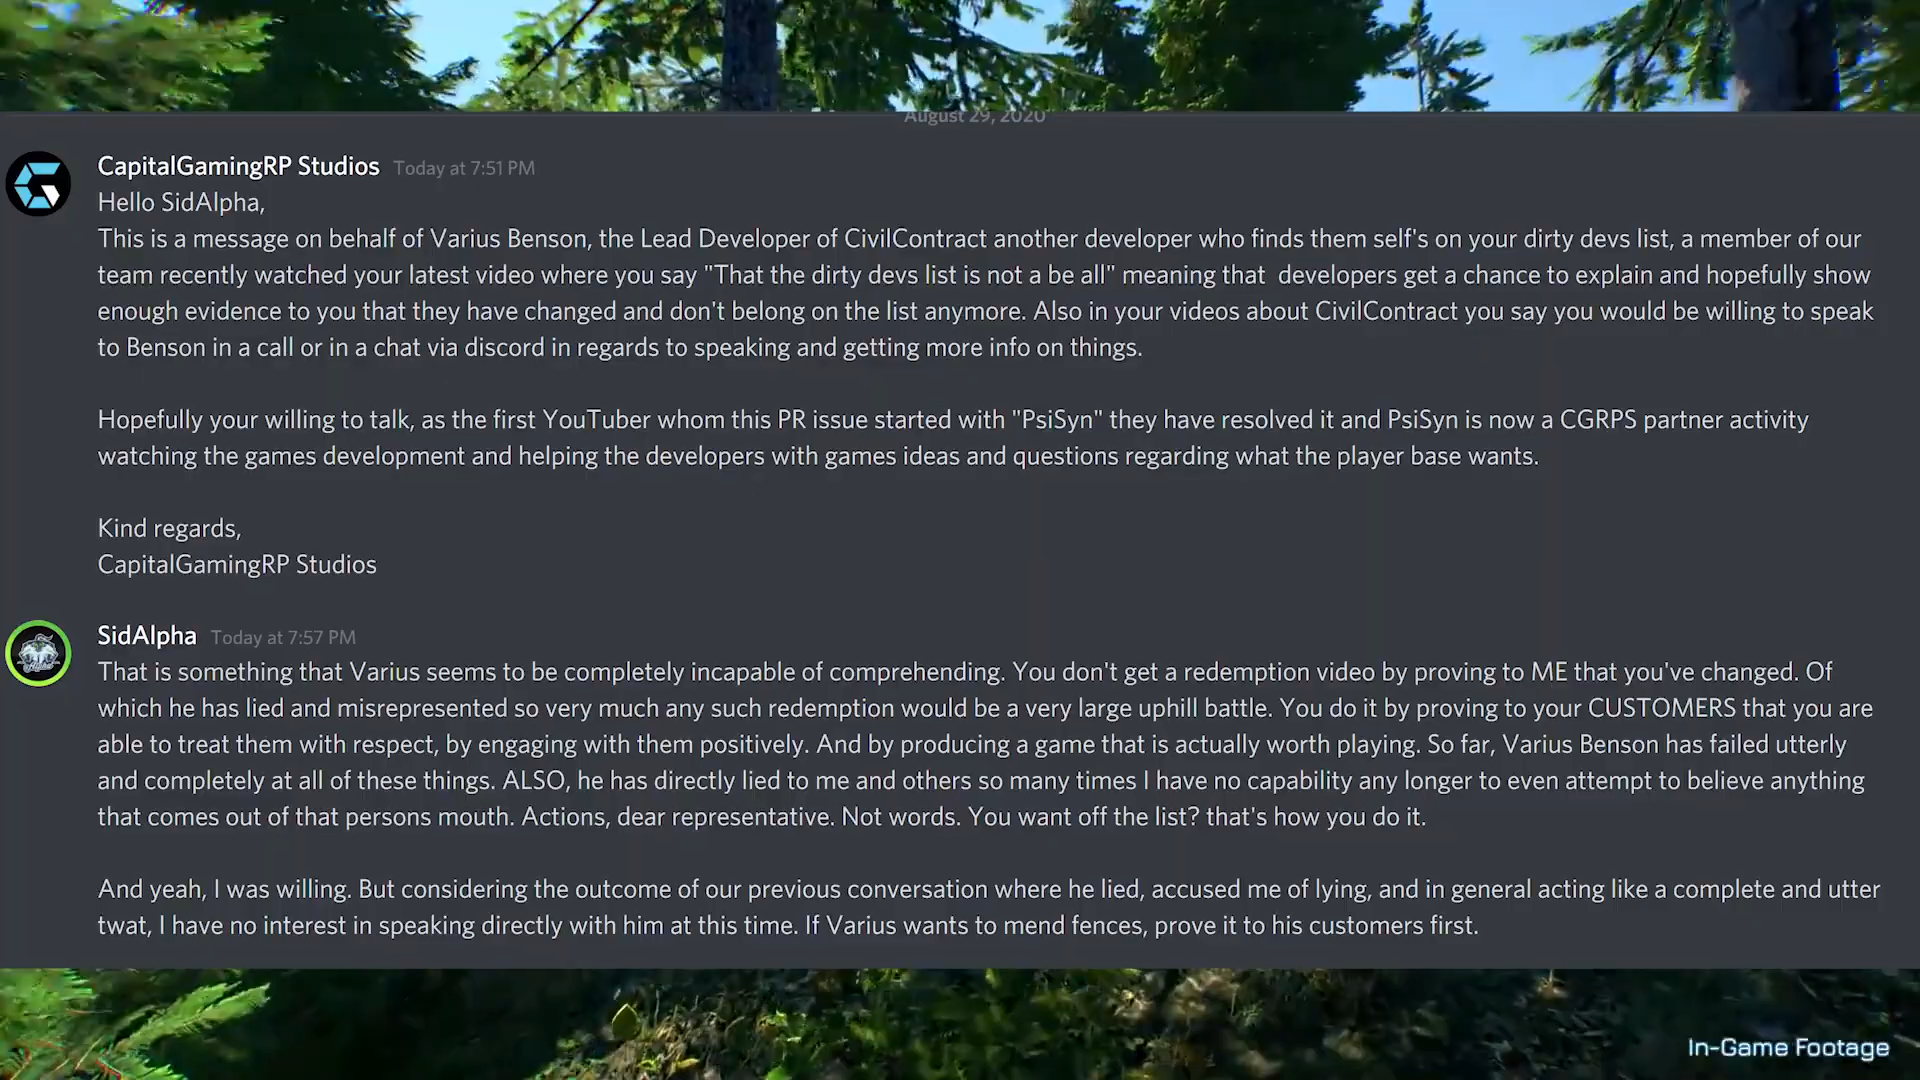 August 29, 2020
CapitalGamingRP Studios Today at 7:51 PM
Hello SidAlpha,
This is a message on behalf of Varius Benson, the Lead Developer of CivilContract another developer who finds them self's on your dirty devs list, a member of our
team recently watched your latest video where you say "That the dirty devs list is not a be all" meaning that  developers get a chance to explain and hopefully show
enough evidence to you that they have changed and don't belong on the list anymore. Also in your videos about CivilContract you say you would be willing to speak
to Benson in a call or in a chat via discord in regards to speaking and getting more info on things.
Hopefully your willing to talk, as the first YouTuber whom this PR issue started with "PsiSyn" they have resolved it and PsiSyn is now a CGRPS partner activity
watching the games development and helping the developers with games ideas and questions regarding what the player base wants.
Kind regards,
CapitalGamingRP Studios
SidAlpha Today at 7:57 PM
That is something that Varius seems to be completely incapable of comprehending. You don't get a redemption video by proving to ME that you've changed. Of
which he has lied and misrepresented so very much any such redemption would be a very large uphill battle. You do it by proving to your CUSTOMERS that you are
able to treat them with respect, by engaging with them positively. And by producing a game that is actually worth playing. So far, Varius Benson has failed utterly
and completely at all of these things. ALSO, he has directly lied to me and others so many times I have no capability any longer to even attempt to believe anything
that comes out of that persons mouth. Actions, dear representative. Not words. You want off the list? that's how you do it.
And yeah, I was willing. But considering the outcome of our previous conversation where he lied, accused me of lying, and in general acting like a complete and utter
twat, I have no interest in speaking directly with him at this time. If Varius wants to mend fences, prove it to his customers first.
In-Game Footage